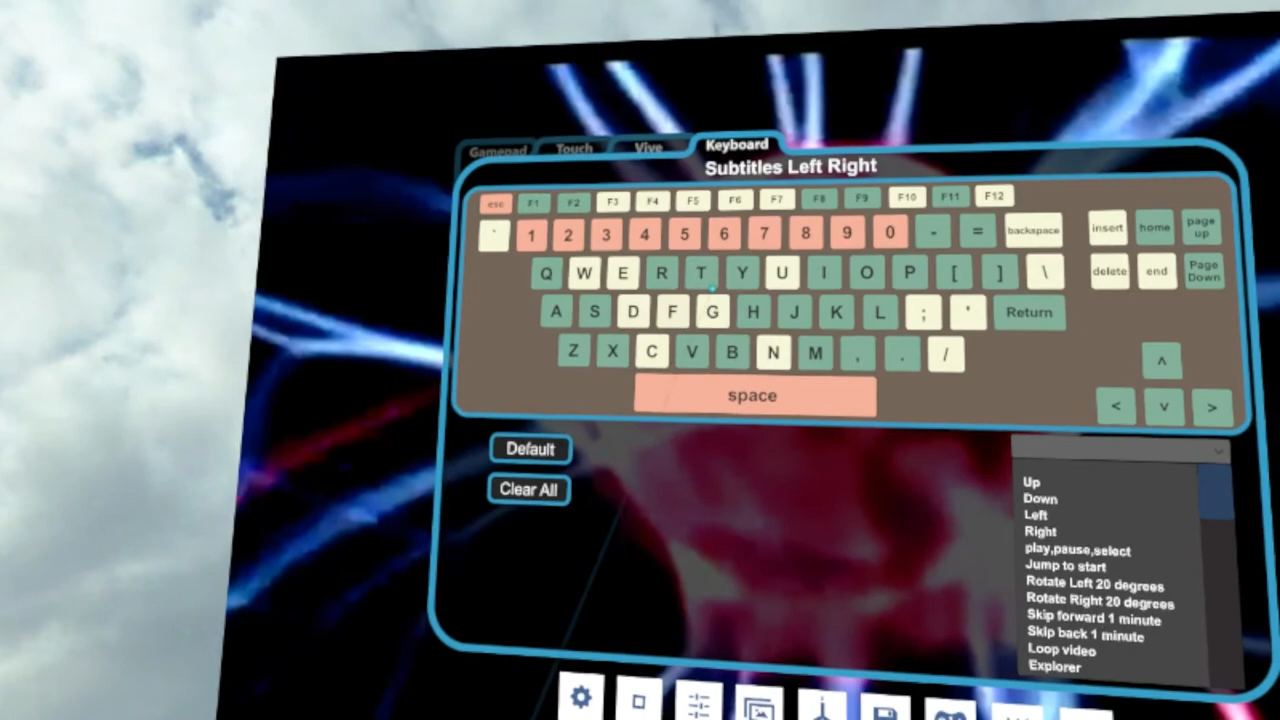 Gamepad Touch Vive Keyboard
Subtitles Left Right
esc F1 F2 F3 F4 F5 F6 F7 F8 F9 F10 F11 F12
` 1 2 3 4 5 6 7 8 9 0 - = backspace insert home page up
Q W E R T Y U I O P [ ] \ delete end Page Down
A S D F G H J K L ; ' Return
Z X C V B N M , . / ^
space < v >
Default
Clear All
Up
Down
Left
Right
play,pause,select
Jump to start
Rotate Left 20 degrees
Rotate Right 20 degrees
Skip forward 1 minute
Skip back 1 minute
Loop video
Explorer